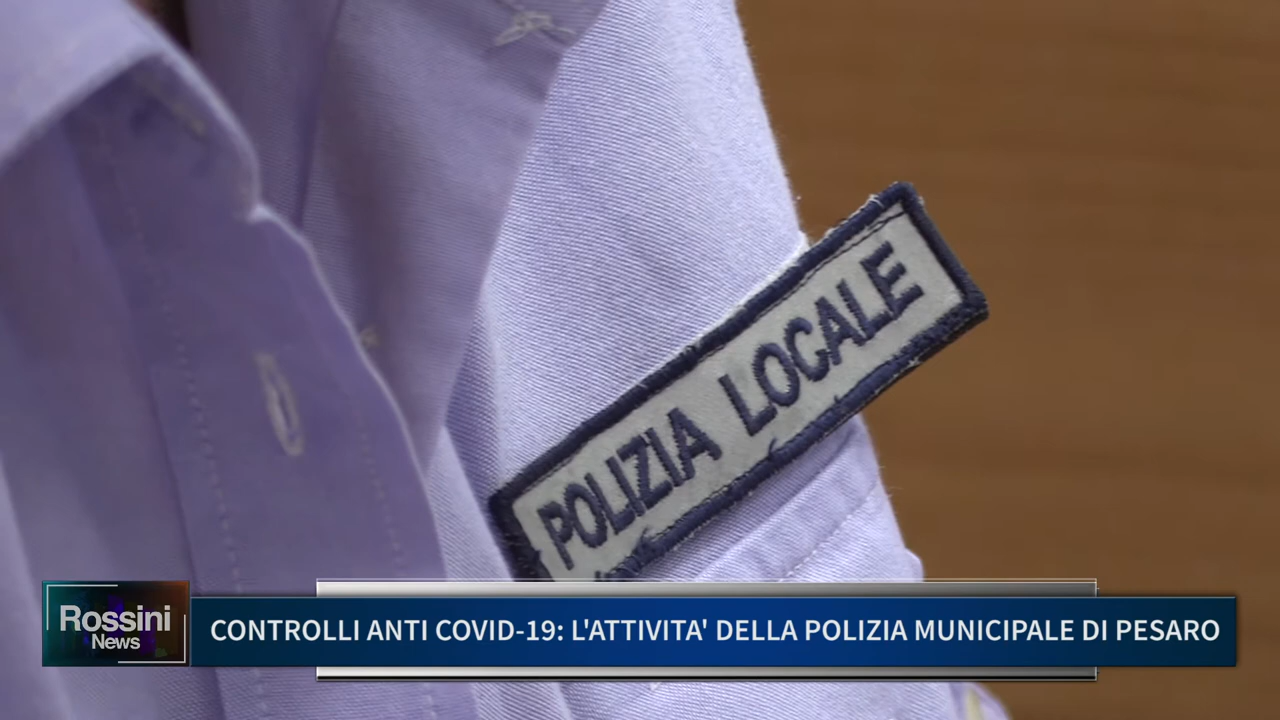 POLIZIA LOCALE
Rossini
News
CONTROLLI ANTI COVID-19: L'ATTIVITA' DELLA POLIZIA MUNICIPALE DI PESARO